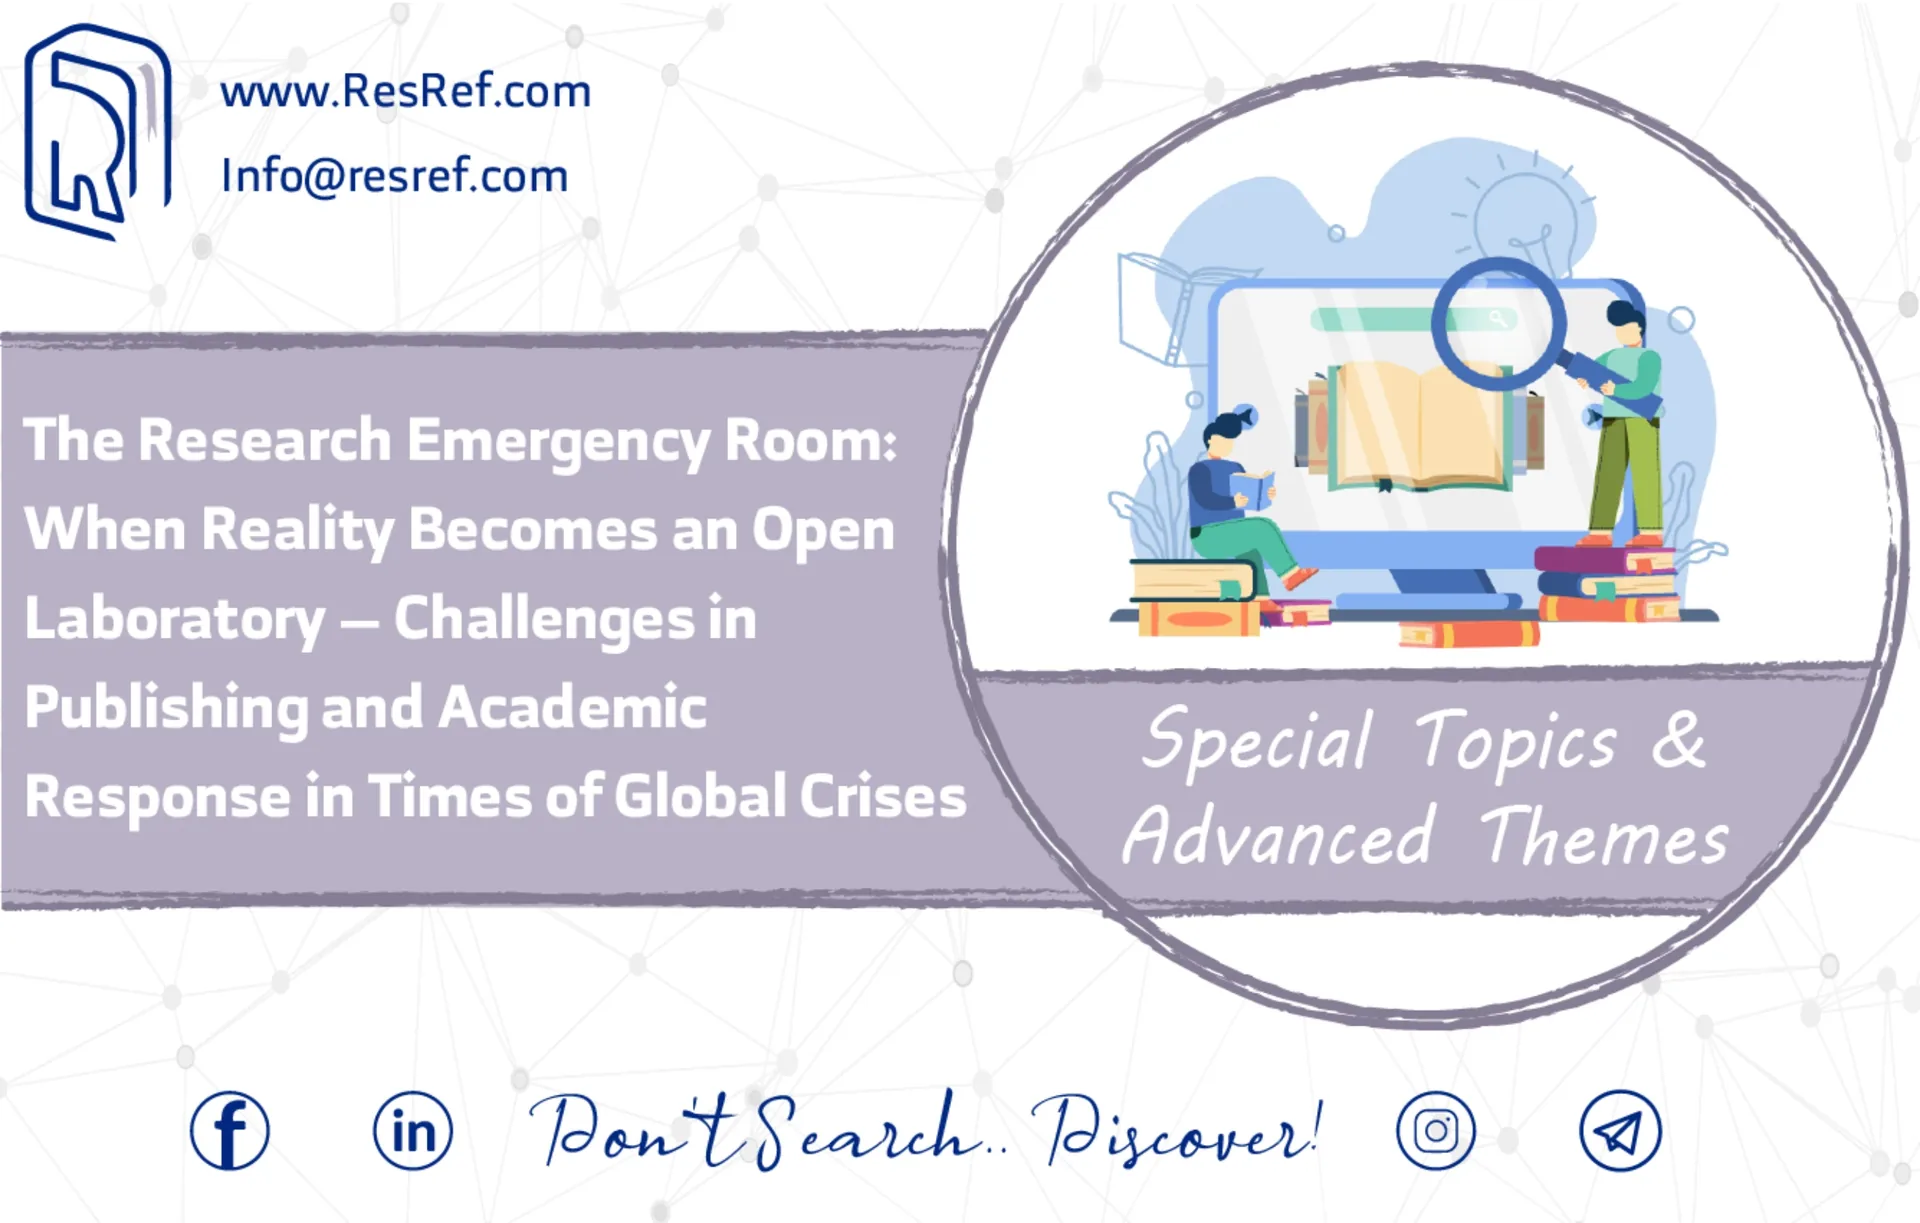 www.ResRef.com
Info@resref.com
The Research Emergency Room:
When Reality Becomes an Open
Laboratory – Challenges in
Publishing and Academic
Response in Times of Global Crises
Special Topics &
Advanced Themes
Don't Search.. Discover!